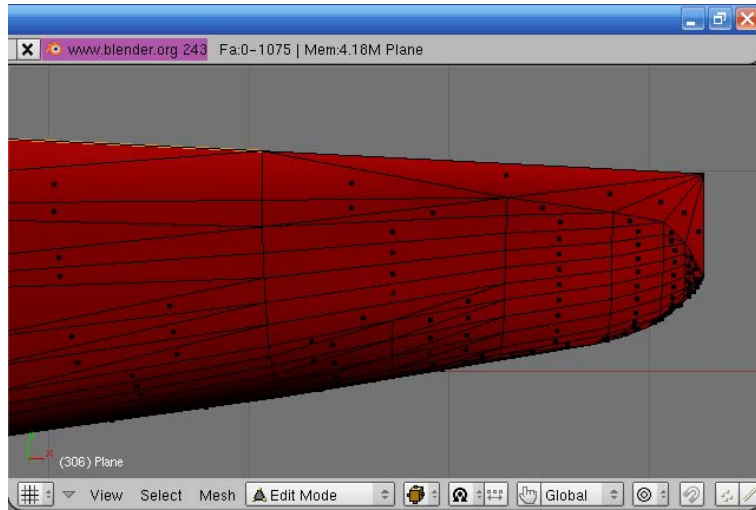 www.blender.org 243 Fa:0-1075 | Mem:4.18M Plane
x
(306) Plane
View Select Mesh Edit Mode Global